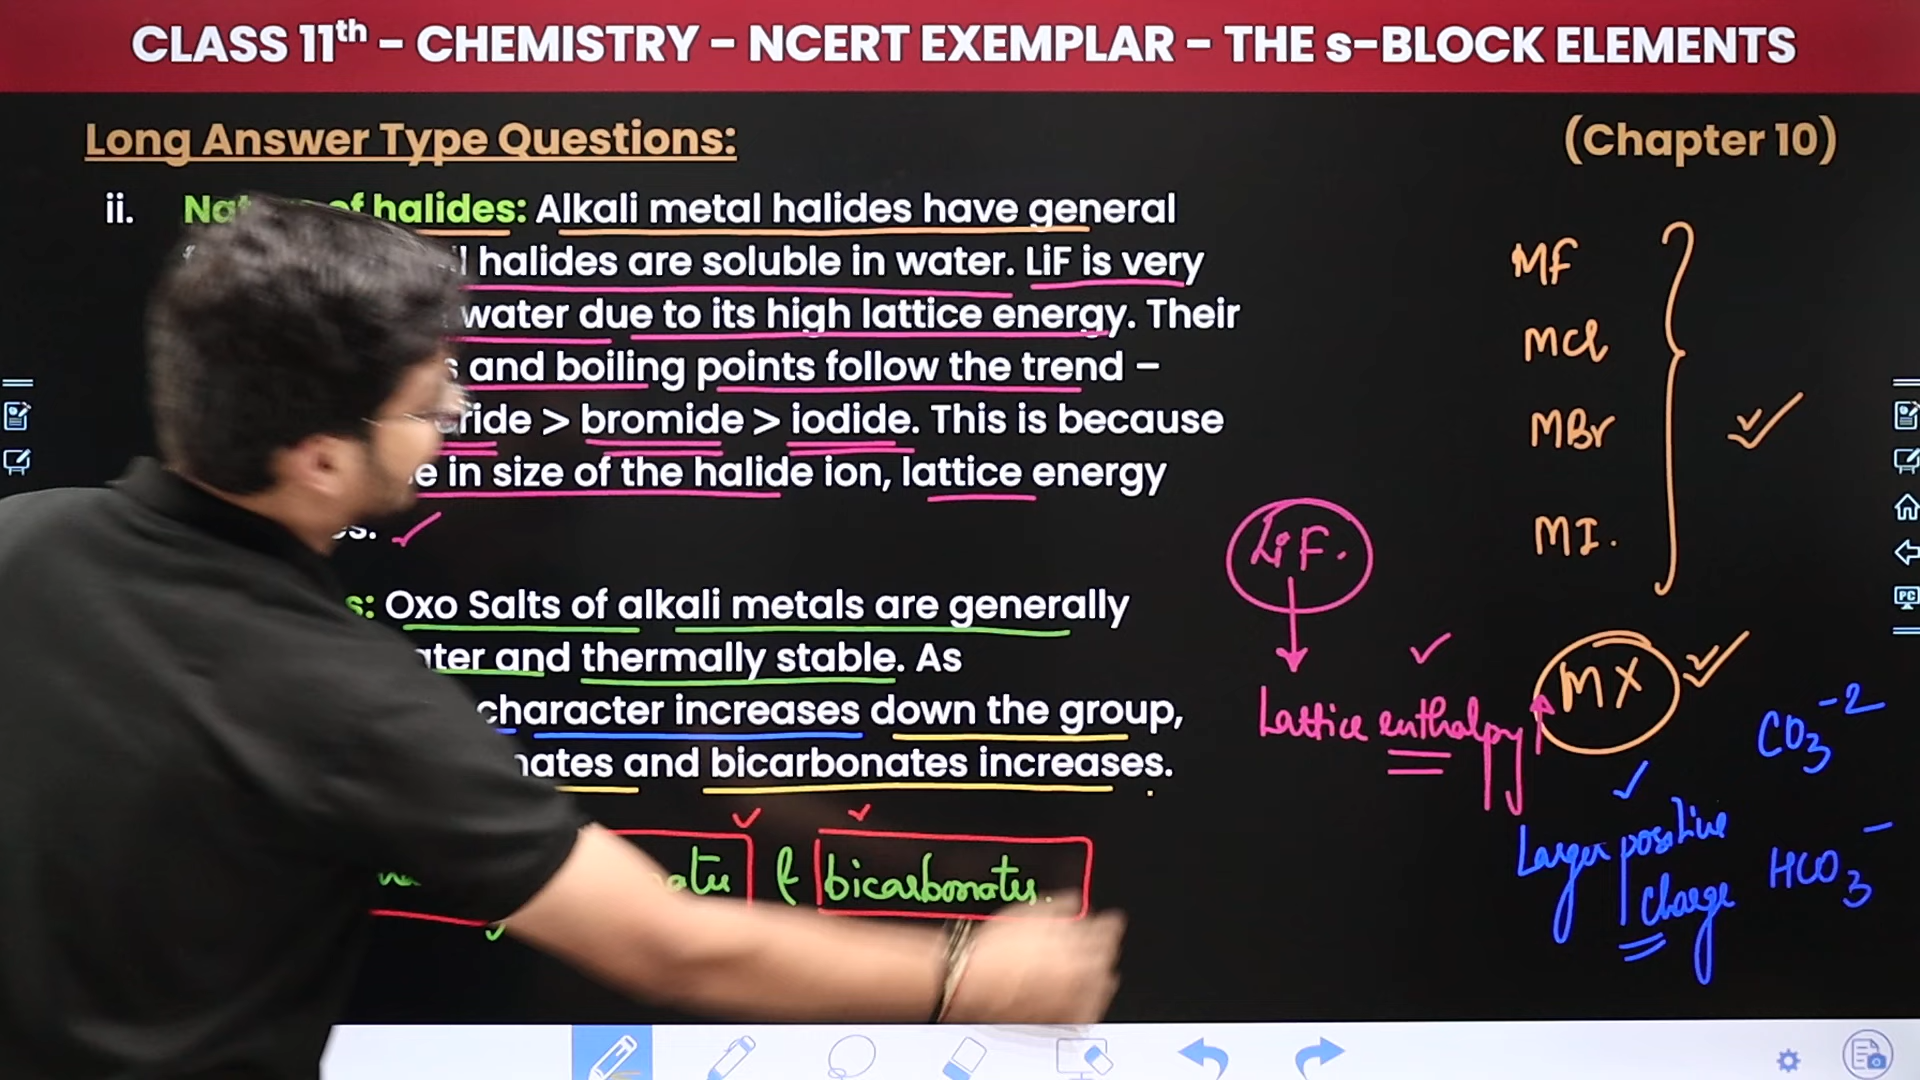 CLASS 11th – CHEMISTRY – NCERT EXEMPLAR – THE s-BLOCK ELEMENTS
Long Answer Type Questions:
(Chapter 10)
ii. of halides: Alkali metal halides have general
halides are soluble in water. LiF is very
water due to its high lattice energy. Their
and boiling points follow the trend –
> bromide > iodide. This is because
in size of the halide ion, lattice energy
Oxo Salts of alkali metals are generally
and thermally stable. As
character increases down the group,
and bicarbonates increases.
& bicarbonates.
MF
MCl
MBr
MI.
LiF.
Lattice enthalpy
MX
CO3-2
Larger positive
charge
HCO3-
PC
PC